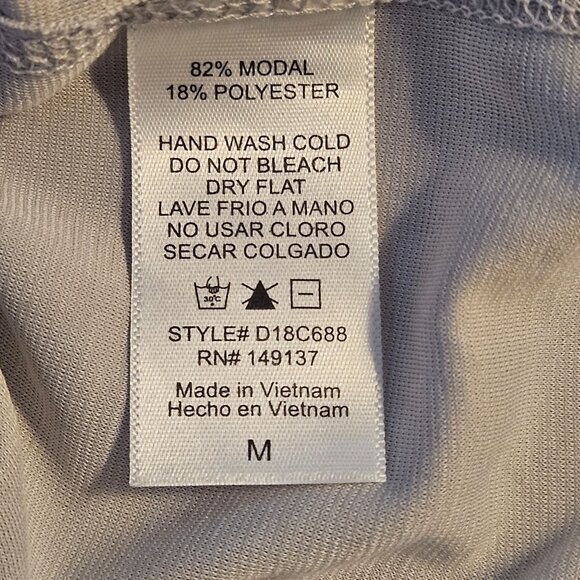 82% MODAL
18% POLYESTER
HAND WASH COLD
DO NOT BLEACH
DRY FLAT
LAVE FRIO A MANO
NO USAR CLORO
SECAR COLGADO
30°C
STYLE# D18C688
RN# 149137
Made in Vietnam
Hecho en Vietnam
M